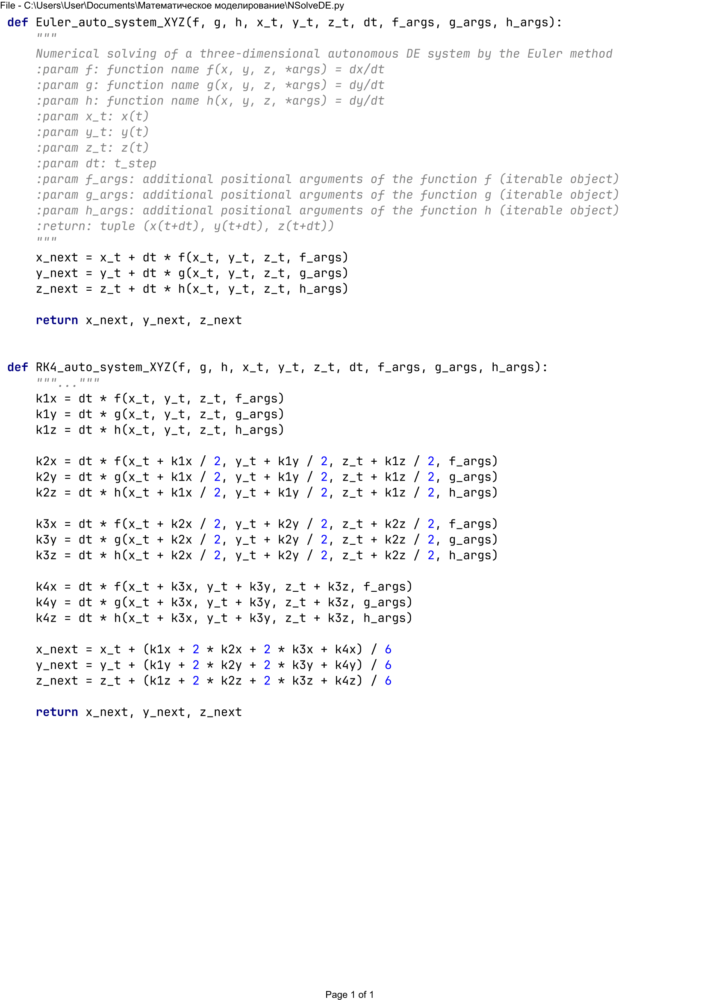 File - C:\Users\User\Documents\Математическое моделирование\NSolveDE.py
def Euler_auto_system_XYZ(f, g, h, x_t, y_t, z_t, dt, f_args, g_args, h_args):
    """
    Numerical solving of a three-dimensional autonomous DE system by the Euler method
    :param f: function name f(x, y, z, *args) = dx/dt
    :param g: function name g(x, y, z, *args) = dy/dt
    :param h: function name h(x, y, z, *args) = dy/dt
    :param x_t: x(t)
    :param y_t: y(t)
    :param z_t: z(t)
    :param dt: t_step
    :param f_args: additional positional arguments of the function f (iterable object)
    :param g_args: additional positional arguments of the function g (iterable object)
    :param h_args: additional positional arguments of the function h (iterable object)
    :return: tuple (x(t+dt), y(t+dt), z(t+dt))
    """
    x_next = x_t + dt * f(x_t, y_t, z_t, f_args)
    y_next = y_t + dt * g(x_t, y_t, z_t, g_args)
    z_next = z_t + dt * h(x_t, y_t, z_t, h_args)

    return x_next, y_next, z_next


def RK4_auto_system_XYZ(f, g, h, x_t, y_t, z_t, dt, f_args, g_args, h_args):
    """..."""
    k1x = dt * f(x_t, y_t, z_t, f_args)
    k1y = dt * g(x_t, y_t, z_t, g_args)
    k1z = dt * h(x_t, y_t, z_t, h_args)

    k2x = dt * f(x_t + k1x / 2, y_t + k1y / 2, z_t + k1z / 2, f_args)
    k2y = dt * g(x_t + k1x / 2, y_t + k1y / 2, z_t + k1z / 2, g_args)
    k2z = dt * h(x_t + k1x / 2, y_t + k1y / 2, z_t + k1z / 2, h_args)

    k3x = dt * f(x_t + k2x / 2, y_t + k2y / 2, z_t + k2z / 2, f_args)
    k3y = dt * g(x_t + k2x / 2, y_t + k2y / 2, z_t + k2z / 2, g_args)
    k3z = dt * h(x_t + k2x / 2, y_t + k2y / 2, z_t + k2z / 2, h_args)

    k4x = dt * f(x_t + k3x, y_t + k3y, z_t + k3z, f_args)
    k4y = dt * g(x_t + k3x, y_t + k3y, z_t + k3z, g_args)
    k4z = dt * h(x_t + k3x, y_t + k3y, z_t + k3z, h_args)

    x_next = x_t + (k1x + 2 * k2x + 2 * k3x + k4x) / 6
    y_next = y_t + (k1y + 2 * k2y + 2 * k3y + k4y) / 6
    z_next = z_t + (k1z + 2 * k2z + 2 * k3z + k4z) / 6

    return x_next, y_next, z_next
Page 1 of 1